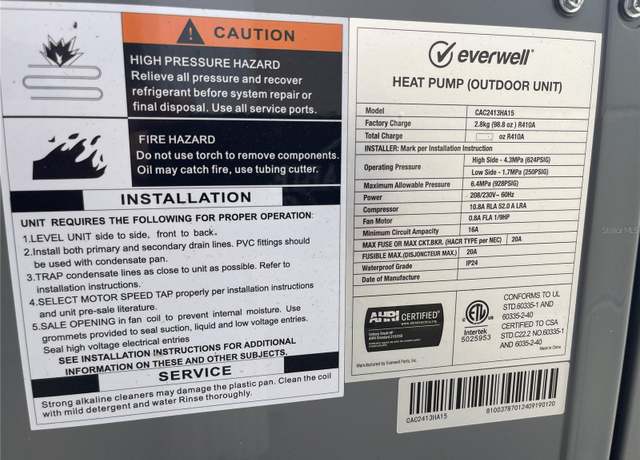 CAUTION
HIGH PRESSURE HAZARD
Relieve all pressure and recover
refrigerant before system repair or
final disposal. Use all service ports.
FIRE HAZARD
Do not use torch to remove components.
Oil may catch fire, use tubing cutter.
INSTALLATION
UNIT REQUIRES THE FOLLOWING FOR PROPER OPERATION:
1.LEVEL UNIT side to side, front to back.
2.Install both primary and secondary drain lines. PVC fittings should
be used with condensate pan.
3.TRAP condensate lines as close to unit as possible. Refer to
installation instructions.
4.SELECT MOTOR SPEED TAP properly per installation instructions
and unit pre-sale literature.
5.SALE OPENING in fan coil to prevent internal moisture. Use
grommets provided to seal suction, liquid and low voltage entries.
Seal high voltage electrical entries
SEE INSTALLATION INSTRUCTIONS FOR ADDITIONAL
INFORMATION ON THESE AND OTHER SUBJECTS.
SERVICE
Strong alkaline cleaners may damage the plastic pan. Clean the coil
with mild detergent and water Rinse thoroughly.
everwell®
HEAT PUMP (OUTDOOR UNIT)
Model CAC2413HA15
Factory Charge 2.8kg (98.8 oz) R410A
Total Charge oz R410A
INSTALLER: Mark per Installation Instruction
Operating Pressure High Side - 4.3MPa (624PSIG)
Low Side - 1.7MPa (250PSIG)
Maximum Allowable Pressure 6.4MPa (928PSIG)
Power 208/230V~ 60Hz
Compressor 10.8A RLA 52.0 A LRA
Fan Motor 0.8A FLA 1/9HP
Minimum Circuit Ampacity 16A
MAX FUSE OR MAX CKT.BKR. (HACR TYPE per NEC) 20A
FUSIBLE MAX.(DISJONCTEUR MAX.) 20A
Waterproof Grade IP24
Date of Manufacture
AHRI CERTIFIED®
Intertek
5025953
CONFORMS TO UL
STD.60335-1 AND
60335-2-40
CERTIFIED TO CSA
STD.C22.2 NO.60335-1
AND 60335-2-40
Made in China
Manufactured by Everwell Parts, Inc.
CAC2413HA15